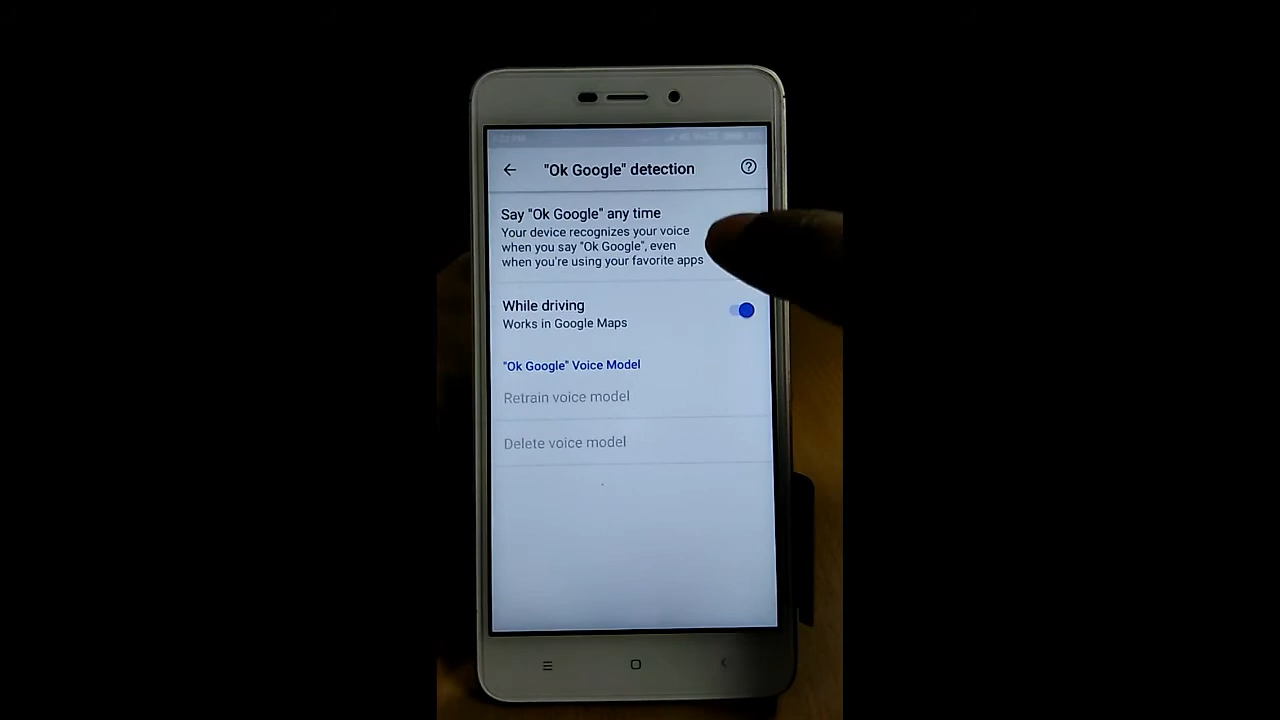 "Ok Google" detection
Say "Ok Google" any time
Your device recognizes your voice
when you say "Ok Google", even
when you're using your favorite apps
While driving
Works in Google Maps
"Ok Google" Voice Model
Retrain voice model
Delete voice model